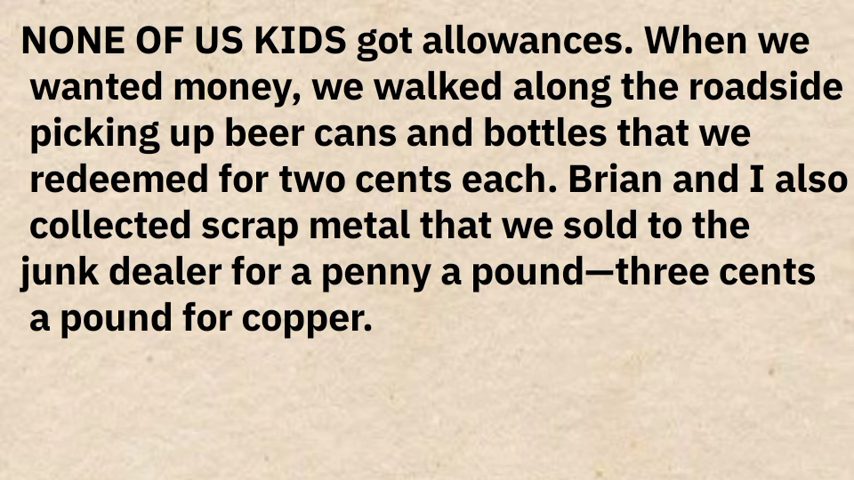 NONE OF US KIDS got allowances. When we
wanted money, we walked along the roadside
picking up beer cans and bottles that we
redeemed for two cents each. Brian and I also
collected scrap metal that we sold to the
junk dealer for a penny a pound—three cents
a pound for copper.